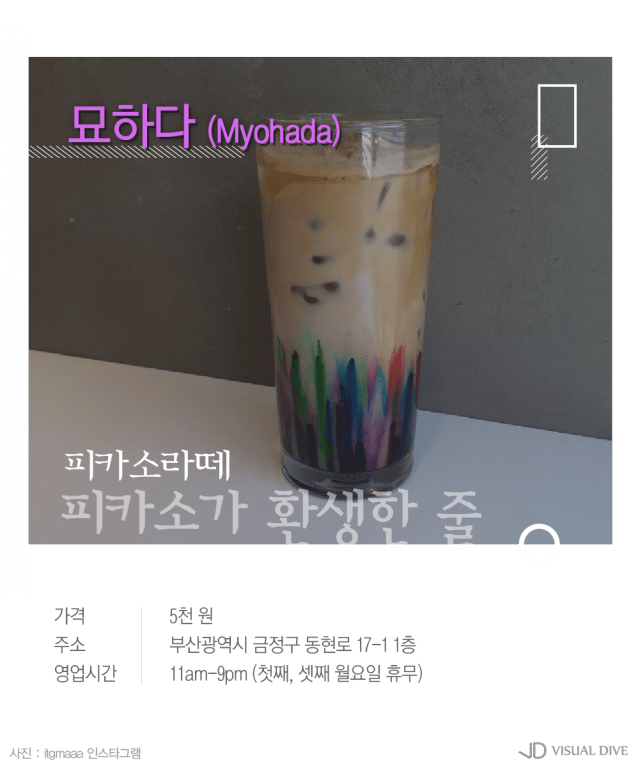 묘하다 (Myohada)
피카소라떼
피카소가 환생한 줄
가격 5천 원
주소 부산광역시 금정구 동현로 17-1 1층
영업시간 11am-9pm (첫째, 셋째 월요일 휴무)
사진 : itgmaaa 인스타그램
VISUAL DIVE